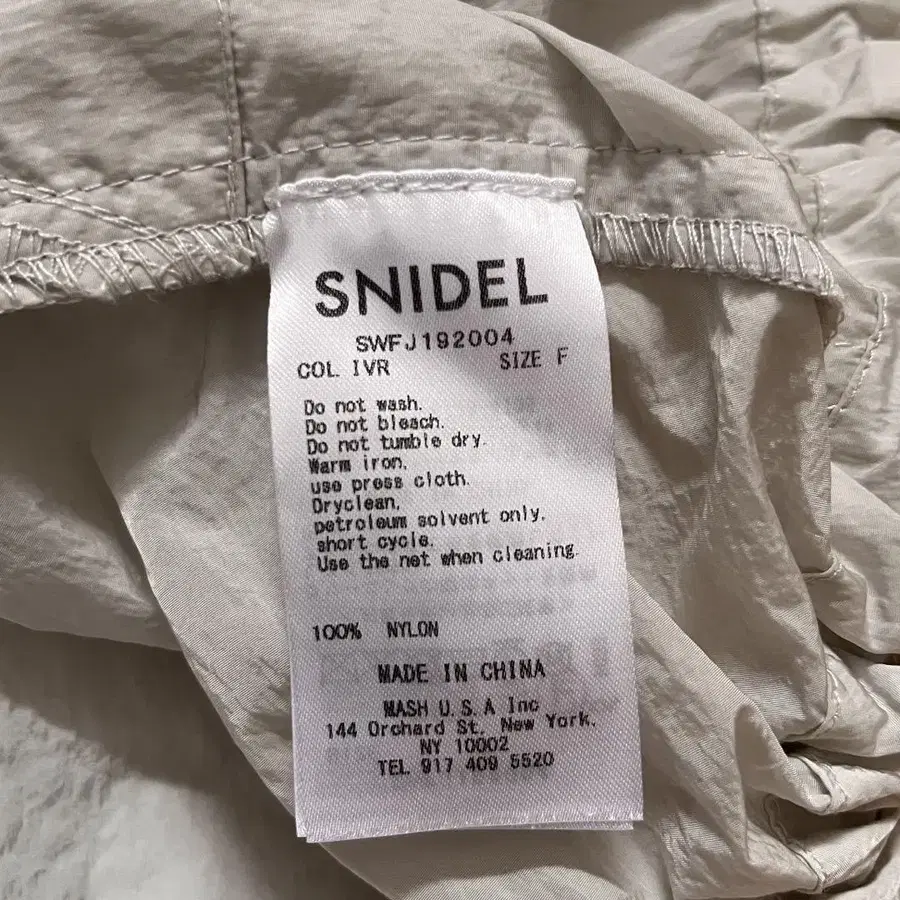 SNIDEL
SWFJ192004
COL. IVR SIZE F
Do not wash.
Do not bleach.
Do not tumble dry.
Warm iron.
use press cloth.
Dryclean.
petroleum solvent only.
short cycle.
Use the net when cleaning.
100% NYLON
MADE IN CHINA
MASH U.S.A Inc
144 Orchard St, New York,
NY 10002
TEL 917 409 5520